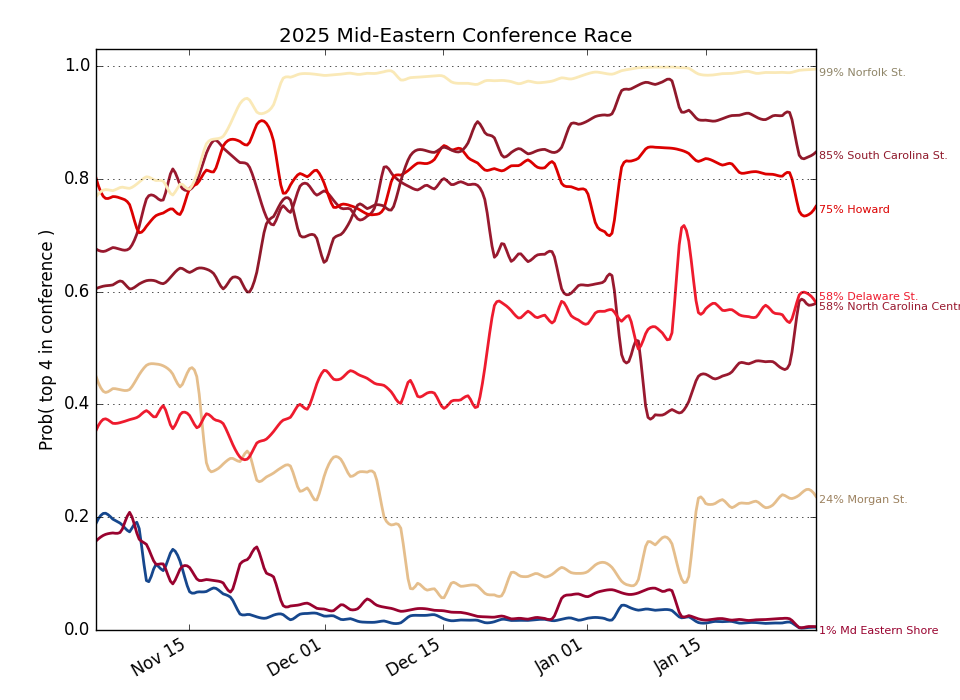 2025 Mid-Eastern Conference Race
Prob( top 4 in conference )
1.0
0.8
0.6
0.4
0.2
0.0
Nov 15
Dec 01
Dec 15
Jan 01
Jan 15
99% Norfolk St.
85% South Carolina St.
75% Howard
58% Delaware St.
58% North Carolina Centr
24% Morgan St.
1% Md Eastern Shore